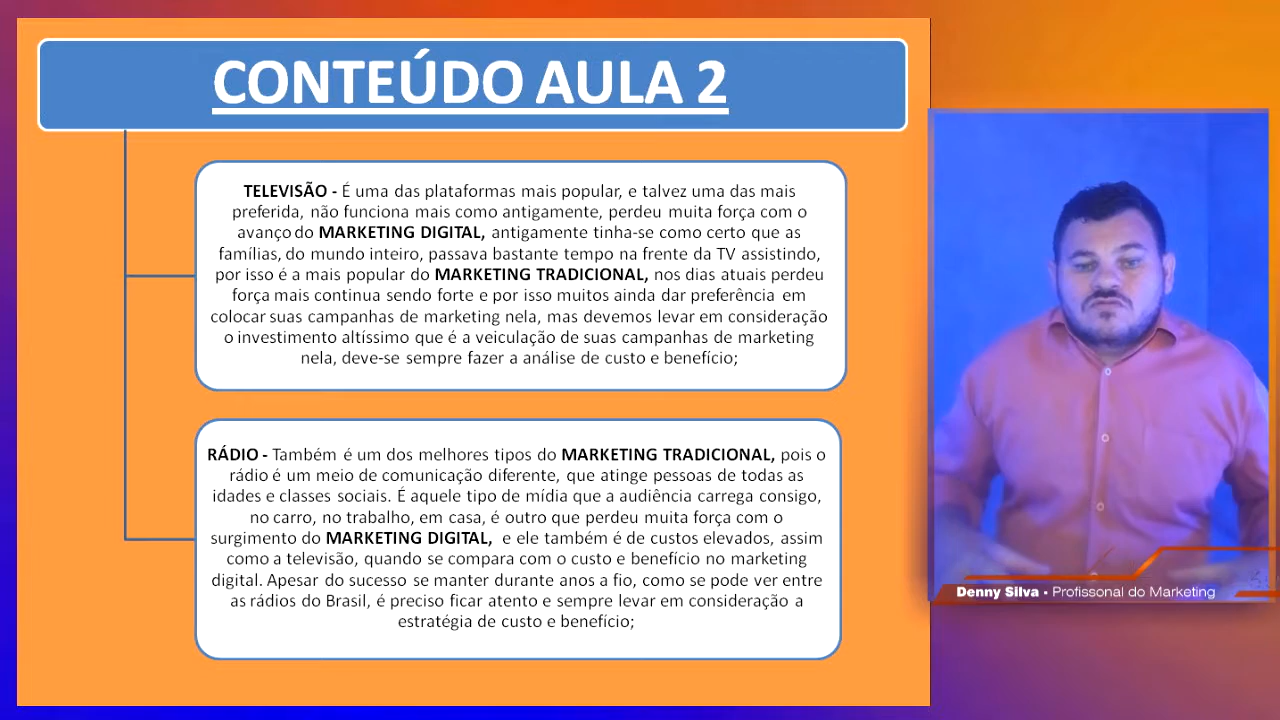 CONTEÚDO AULA 2
TELEVISÃO - É uma das plataformas mais popular, e talvez uma das mais
preferida, não funciona mais como antigamente, perdeu muita força com o
avanço do MARKETING DIGITAL, antigamente tinha-se como certo que as
famílias, do mundo inteiro, passava bastante tempo na frente da TV assistindo,
por isso é a mais popular do MARKETING TRADICIONAL, nos dias atuais perdeu
força mais continua sendo forte e por isso muitos ainda dar preferência em
colocar suas campanhas de marketing nela, mas devemos levar em consideração
o investimento altíssimo que é a veiculação de suas campanhas de marketing
nela, deve-se sempre fazer a análise de custo e benefício;
RÁDIO - Também é um dos melhores tipos do MARKETING TRADICIONAL, pois o
rádio é um meio de comunicação diferente, que atinge pessoas de todas as
idades e classes sociais. É aquele tipo de mídia que a audiência carrega consigo,
no carro, no trabalho, em casa, é outro que perdeu muita força com o
surgimento do MARKETING DIGITAL, e ele também é de custos elevados, assim
como a televisão, quando se compara com o custo e benefício no marketing
digital. Apesar do sucesso se manter durante anos a fio, como se pode ver entre
as rádios do Brasil, é preciso ficar atento e sempre levar em consideração a
estratégia de custo e benefício;
Denny Silva • Profissonal do Marketing